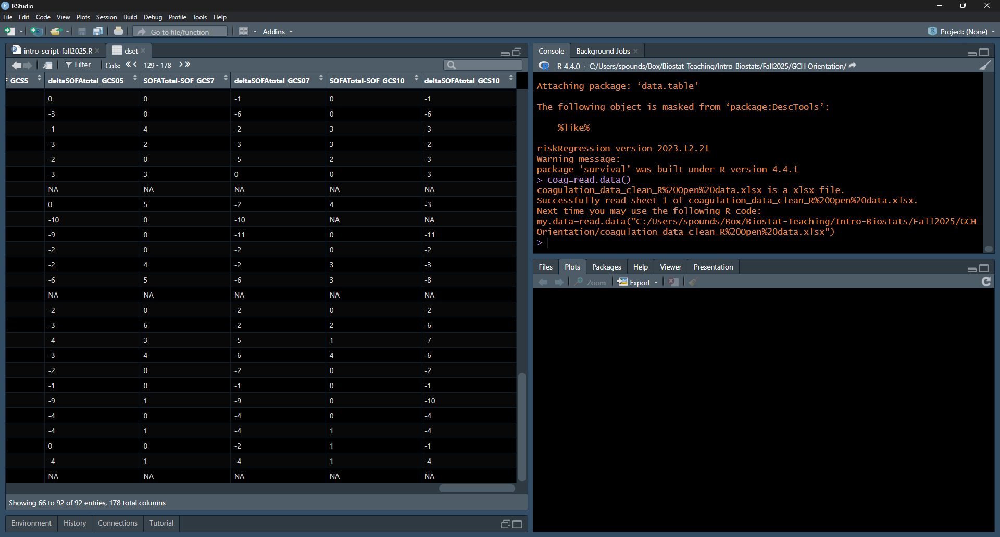 RStudio
File Edit Code View Plots Session Build Debug Profile Tools Help
Go to file/function Addins Project: (None)
intro-script-fall2025.R dset
Filter Cols: 129 - 178
_GCS5 deltaSOFAtotal_GCS05 SOFATotal-SOF_GCS7 deltaSOFAtotal_GCS07 SOFATotal-SOF_GCS10 deltaSOFAtotal_GCS10
0 0 -1 0 -1
-3 0 -6 0 -6
-1 4 -2 3 -3
-3 2 -3 3 -2
-2 0 -5 2 -3
-3 3 0 0 -3
NA NA NA NA NA
0 5 -2 4 -3
-10 0 -10 NA NA
-9 0 -11 0 -11
-2 0 -2 0 -2
-2 4 -2 3 -3
-6 5 -6 3 -8
NA NA NA NA NA
-2 0 -2 0 -2
-3 6 -2 2 -6
-4 3 -5 1 -7
-3 4 -6 4 -6
-2 0 -2 0 -2
-1 0 -1 0 -1
-9 1 -9 0 -10
-4 0 -4 0 -4
-4 1 -4 1 -4
0 0 -2 1 -1
-4 1 -4 1 -4
NA NA NA NA NA
Showing 66 to 92 of 92 entries, 178 total columns
Environment History Connections Tutorial
Console Background Jobs
R 4.4.0 · C:/Users/spounds/Box/Biostat-Teaching/Intro-Biostats/Fall2025/GCH Orientation/
Attaching package: ‘data.table’
The following object is masked from ‘package:DescTools’:
%like%
riskRegression version 2023.12.21
Warning message:
package ‘survival’ was built under R version 4.4.1
> coag=read.data()
coagulation_data_clean_R%20Open%20data.xlsx is a xlsx file.
Successfully read sheet 1 of coagulation_data_clean_R%20Open%20data.xlsx.
Next time you may use the following R code:
my.data=read.data("C:/Users/spounds/Box/Biostat-Teaching/Intro-Biostats/Fall2025/GCH
Orientation/coagulation_data_clean_R%20Open%20data.xlsx")
>
Files Plots Packages Help Viewer Presentation
Zoom Export